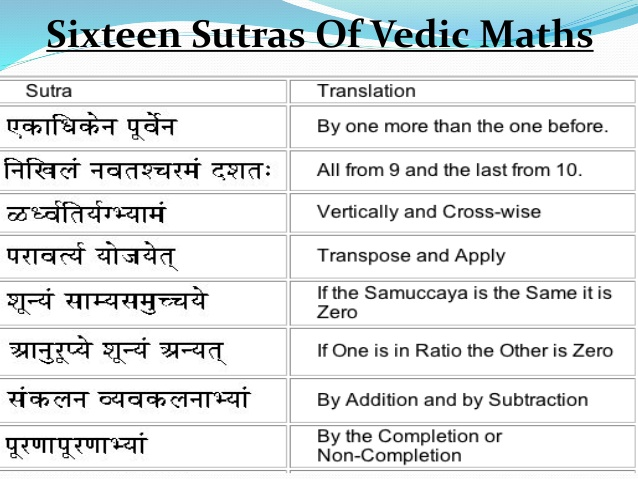 Sixteen Sutras Of Vedic Maths
Sutra Translation
एकाधिकेन पूर्वेन By one more than the one before.
निखिलं नवतश्चरमं दशतः All from 9 and the last from 10.
ळर्ध्वतिर्यग्भ्यामं Vertically and Cross-wise
परावर्त्य योजयेत् Transpose and Apply
शून्यं साम्यसमुच्चये If the Samuccaya is the Same it is
Zero
आनुरूप्ये शून्यं अन्यत् If One is in Ratio the Other is Zero
संकलन व्यवकलनाभ्यां By Addition and by Subtraction
पूरणापूरणाभ्यां By the Completion or
Non-Completion